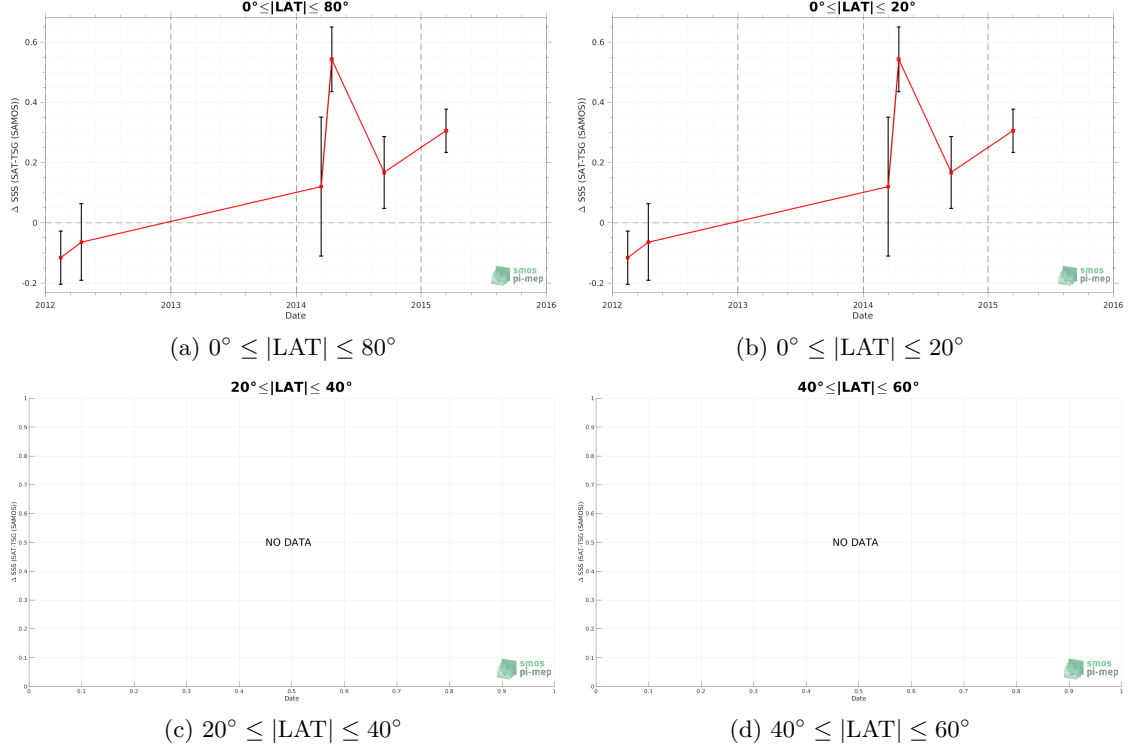 0°≤|LAT|≤ 80°
0.6
0.4
0.2
0
-0.2
Δ SSS (SAT-TSG (SAMOS))
2012
2013
2014
2015
2016
Date
smos
pi-mep
(a) 0° ≤ |LAT| ≤ 80°
0°≤|LAT|≤ 20°
0.6
0.4
0.2
0
-0.2
Δ SSS (SAT-TSG (SAMOS))
2012
2013
2014
2015
2016
Date
smos
pi-mep
(b) 0° ≤ |LAT| ≤ 20°
20°≤|LAT|≤ 40°
1
0.9
0.8
0.7
0.6
0.5
0.4
0.3
0.2
0.1
0
Δ SSS (SAT-TSG (SAMOS))
NO DATA
0
0.1
0.2
0.3
0.4
0.5
0.6
0.7
0.8
0.9
1
Date
smos
pi-mep
(c) 20° ≤ |LAT| ≤ 40°
40°≤|LAT|≤ 60°
1
0.9
0.8
0.7
0.6
0.5
0.4
0.3
0.2
0.1
0
Δ SSS (SAT-TSG (SAMOS))
NO DATA
0
0.1
0.2
0.3
0.4
0.5
0.6
0.7
0.8
0.9
1
Date
smos
pi-mep
(d) 40° ≤ |LAT| ≤ 60°